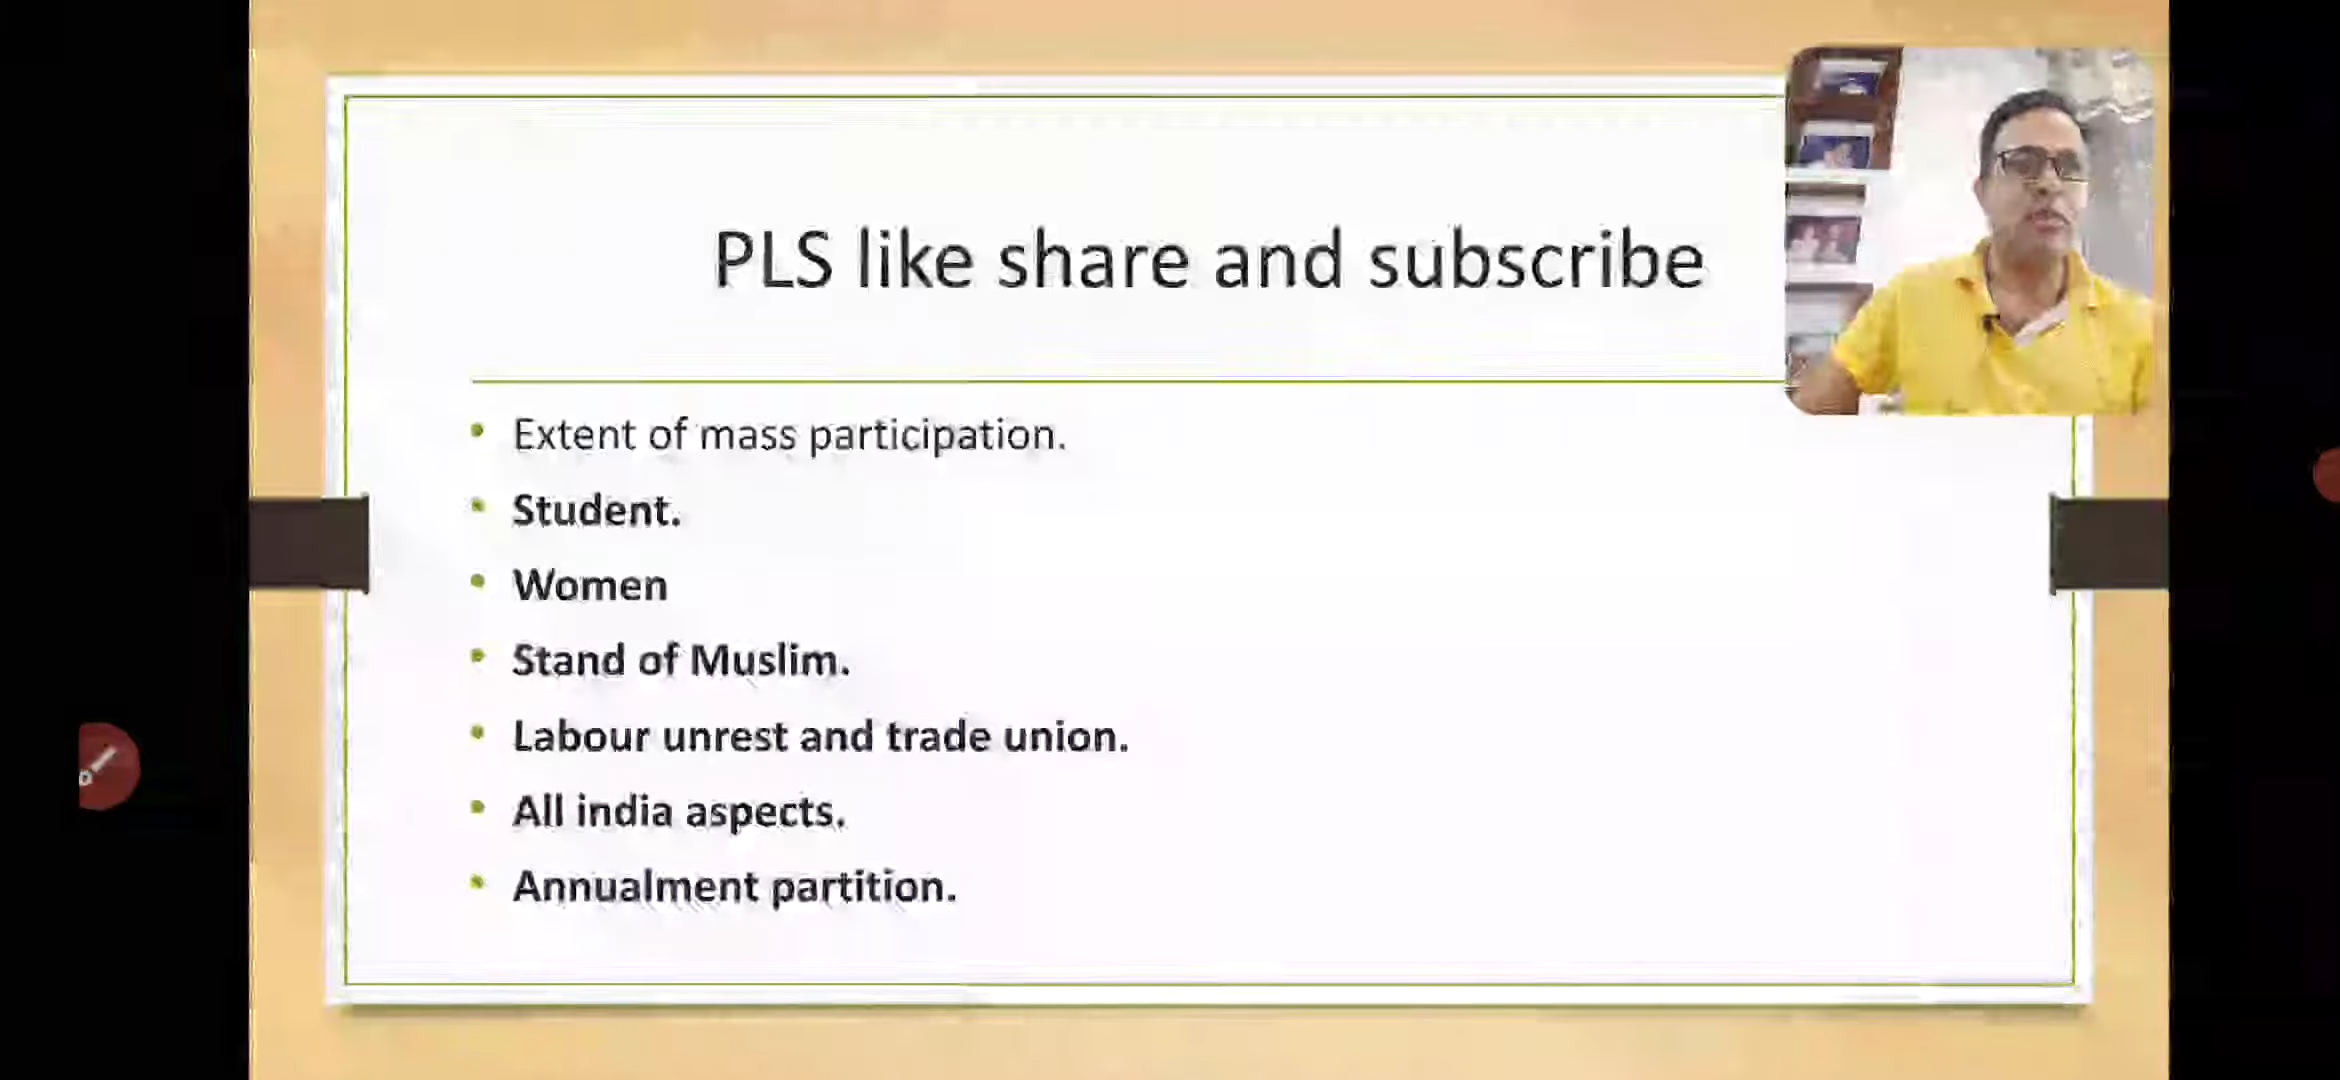 PLS like share and subscribe
Extent of mass participation.
Student.
Women
Stand of Muslim.
Labour unrest and trade union.
All india aspects.
Annualment partition.